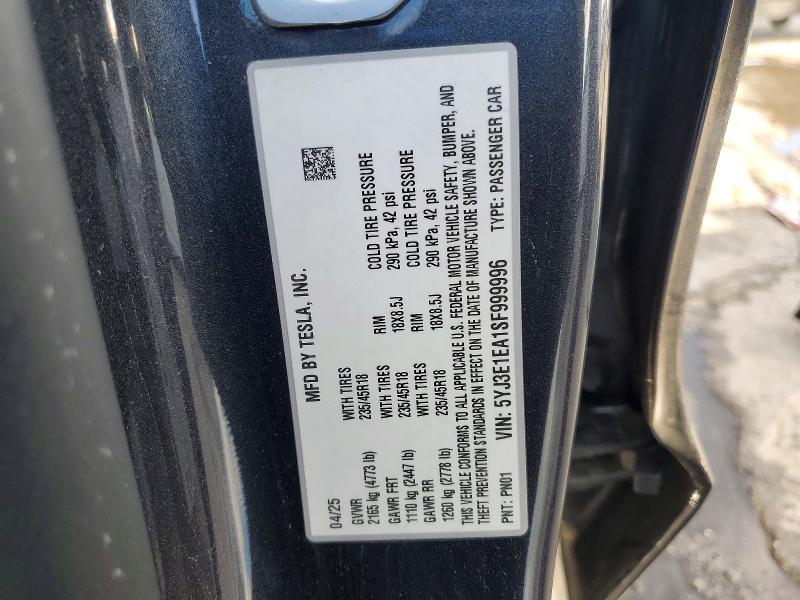 MFD BY TESLA, INC.
04/25
GVWR WITH TIRES RIM COLD TIRE PRESSURE
2165 kg (4773 lb) 235/45R18 18X8.5J 290 kPa, 42 psi
GAWR FRT WITH TIRES RIM COLD TIRE PRESSURE
1110 kg (2447 lb) 235/45R18 18X8.5J 290 kPa, 42 psi
GAWR RR WITH TIRES
1260 kg (2778 lb) 235/45R18
THIS VEHICLE CONFORMS TO ALL APPLICABLE U.S. FEDERAL MOTOR VEHICLE SAFETY, BUMPER, AND
THEFT PREVENTION STANDARDS IN EFFECT ON THE DATE OF MANUFACTURE SHOWN ABOVE.
PNT: PN01 VIN: 5YJ3E1EA1SF999996 TYPE: PASSENGER CAR